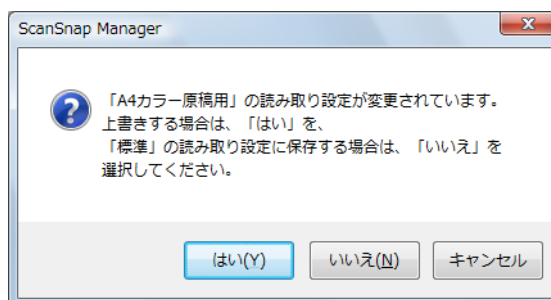 ScanSnap Manager
「A4カラー原稿用」の読み取り設定が変更されています。
上書きする場合は、「はい」を、
「標準」の読み取り設定に保存する場合は、「いいえ」を
選択してください。
はい(Y)
いいえ(N)
キャンセル